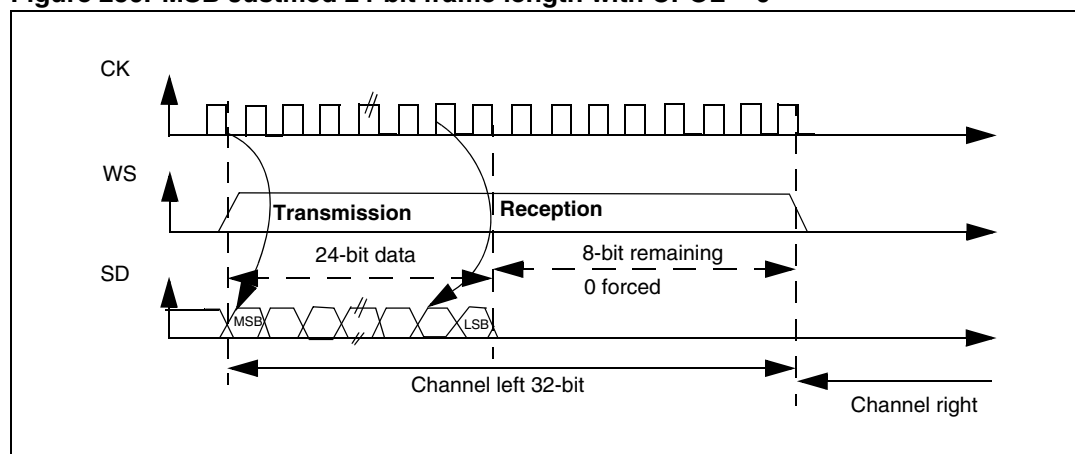 CK
WS
Transmission
Reception
24-bit data
8-bit remaining
0 forced
SD
MSB
LSB
Channel left 32-bit
Channel right